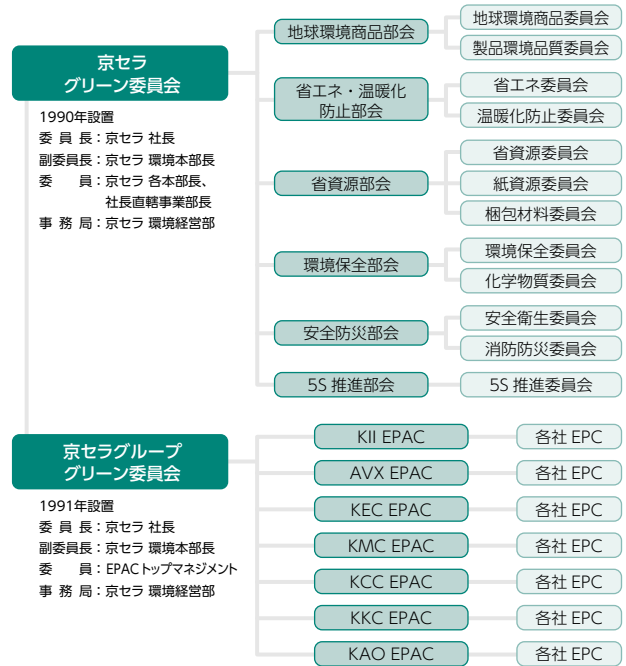 京セラ
グリーン委員会
1990年設置
委 員 長：京セラ 社長
副委員長：京セラ 環境本部長
委　　員：京セラ 各本部長、
社長直轄事業部長
事 務 局：京セラ 環境経営部
地球環境商品部会
地球環境商品委員会
製品環境品質委員会
省エネ・温暖化
防止部会
省エネ委員会
温暖化防止委員会
省資源部会
省資源委員会
紙資源委員会
梱包材料委員会
環境保全部会
環境保全委員会
化学物質委員会
安全防災部会
安全衛生委員会
消防防災委員会
5S 推進部会
5S 推進委員会
京セラグループ
グリーン委員会
1991年設置
委 員 長：京セラ 社長
副委員長：京セラ 環境本部長
委　　員：EPACトップマネジメント
事 務 局：京セラ 環境経営部
KII EPAC
各社 EPC
AVX EPAC
各社 EPC
KEC EPAC
各社 EPC
KMC EPAC
各社 EPC
KCC EPAC
各社 EPC
KKC EPAC
各社 EPC
KAO EPAC
各社 EPC